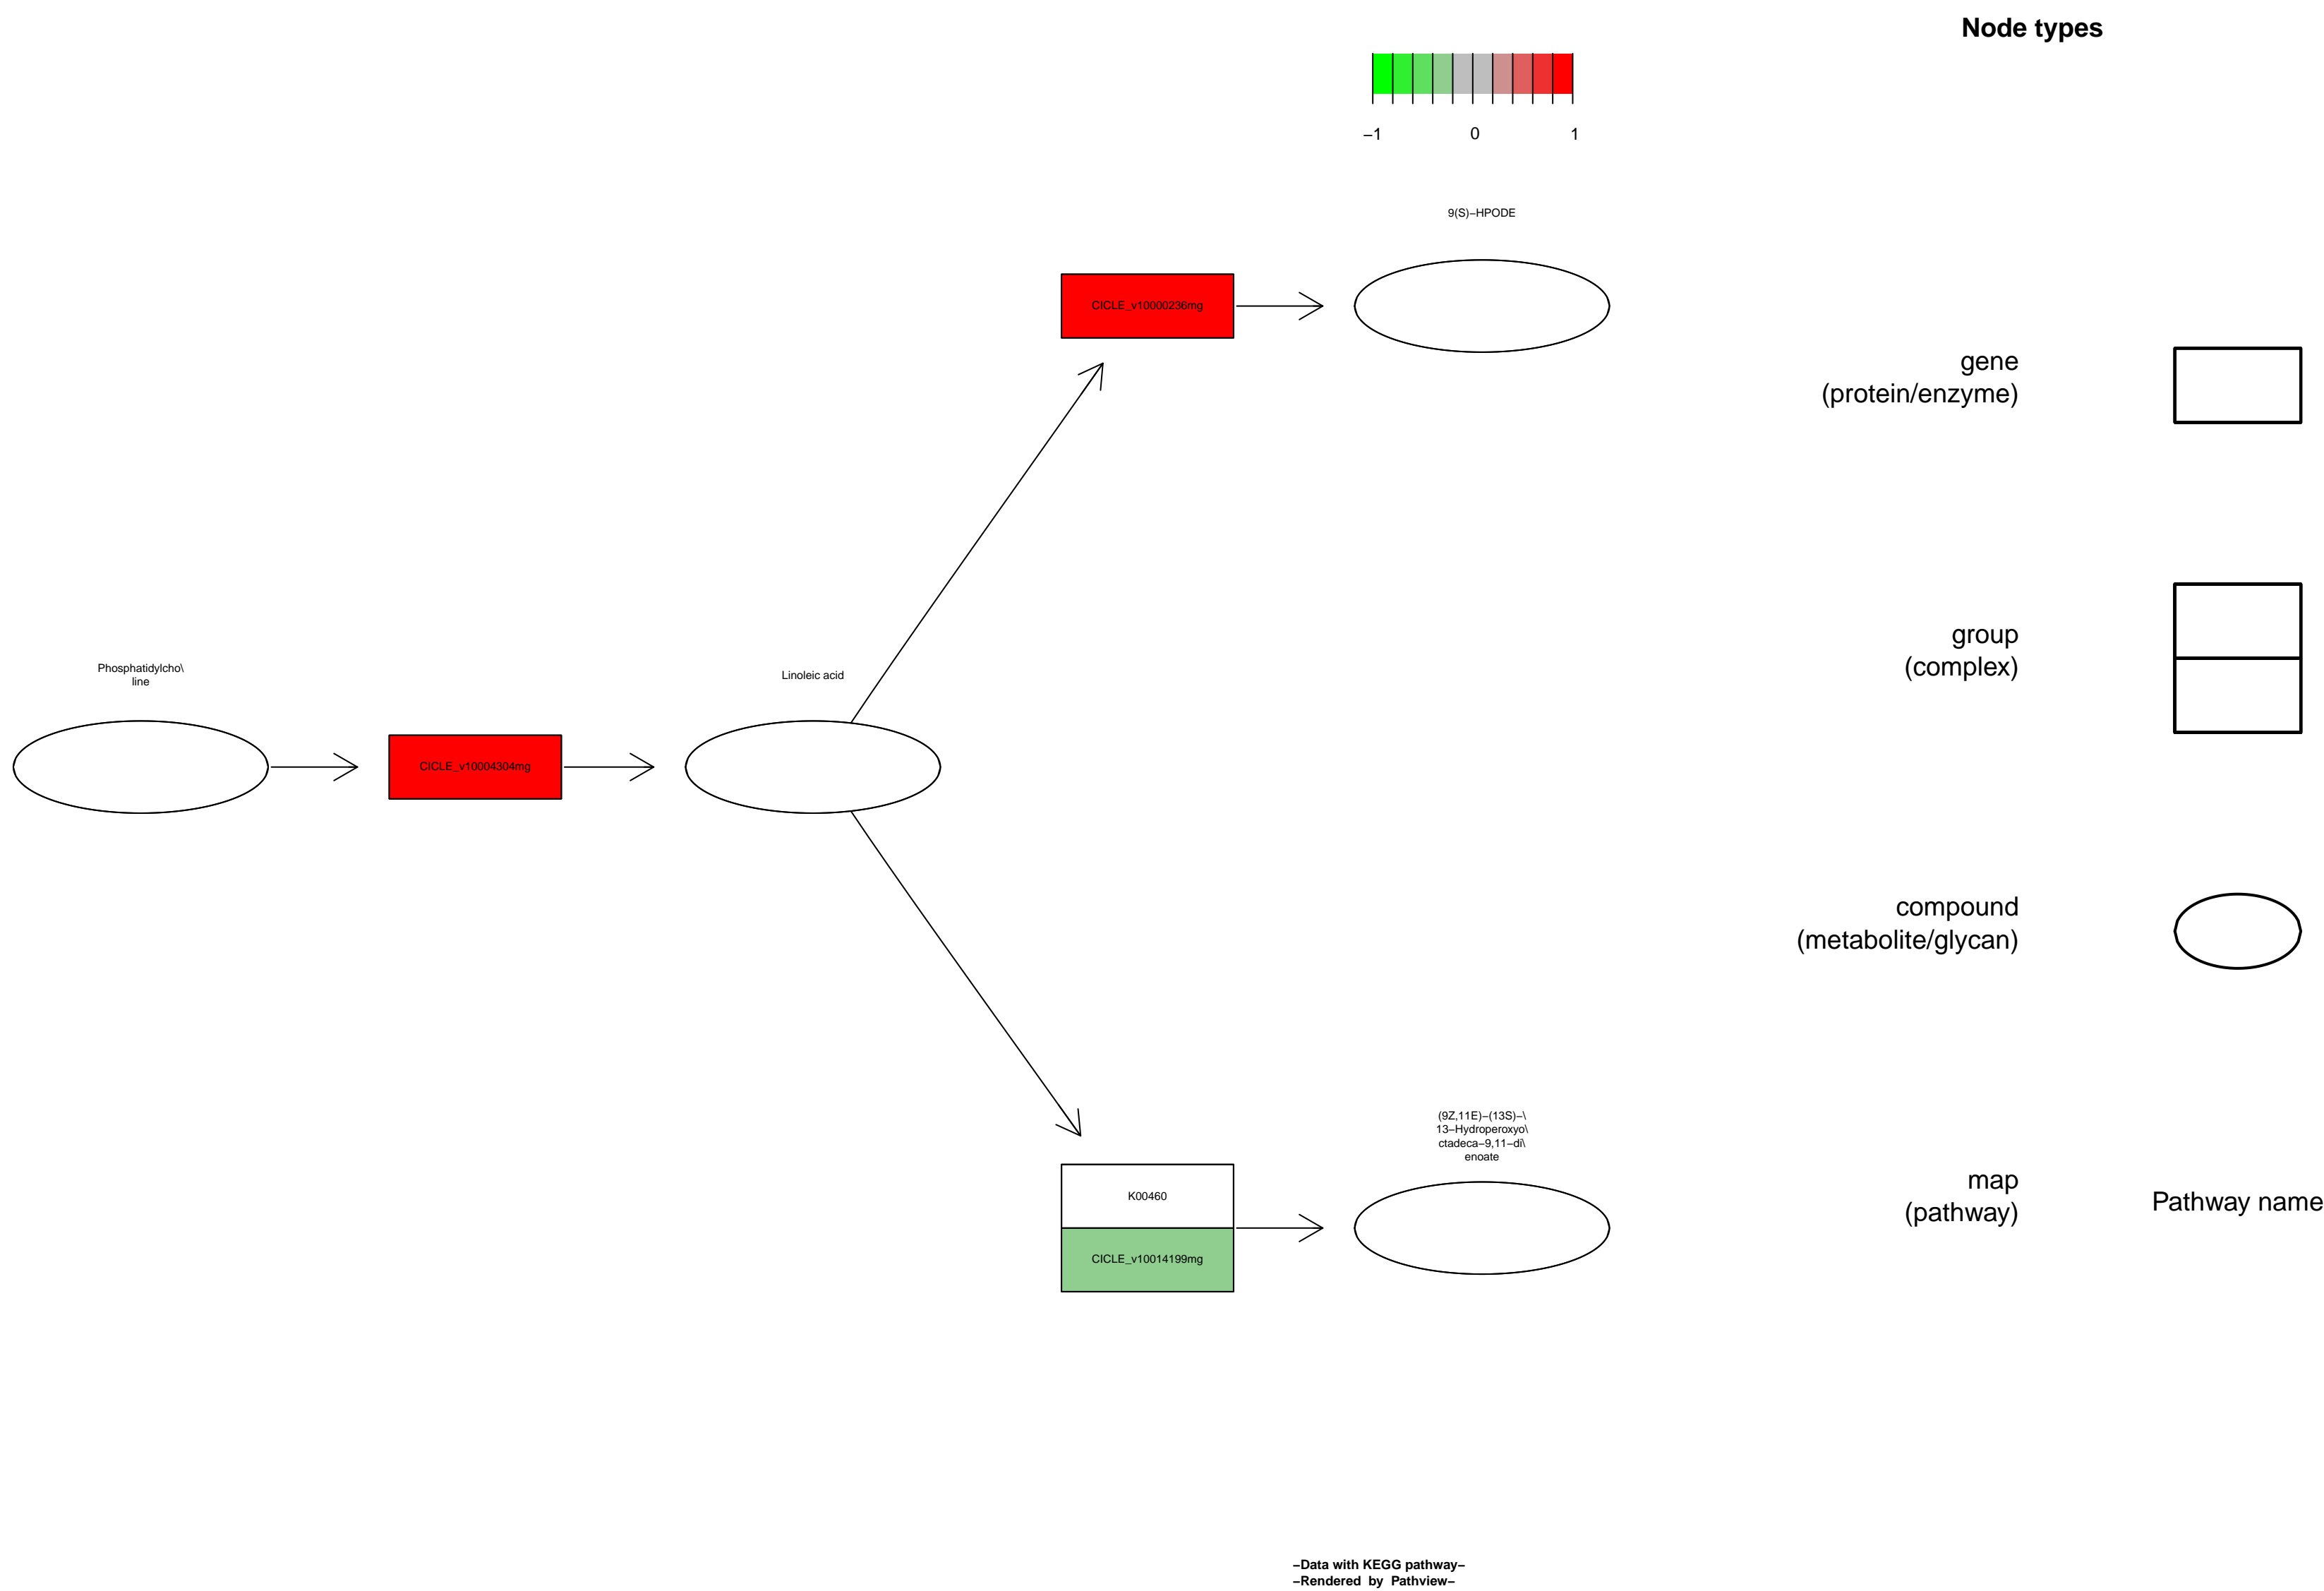 Node types
−1 0 1
9(S)−HPODE
CICLE_v10000236mg
gene
(protein/enzyme)
group
(complex)
Phosphatidylcho\
line
Linoleic acid
CICLE_v10004304mg
compound
(metabolite/glycan)
(9Z,11E)−(13S)−\
13−Hydroperoxyo\
ctadeca−9,11−di\
enoate
K00460
CICLE_v10014199mg
map
(pathway)
Pathway name
−Data with KEGG pathway−
−Rendered by Pathview−